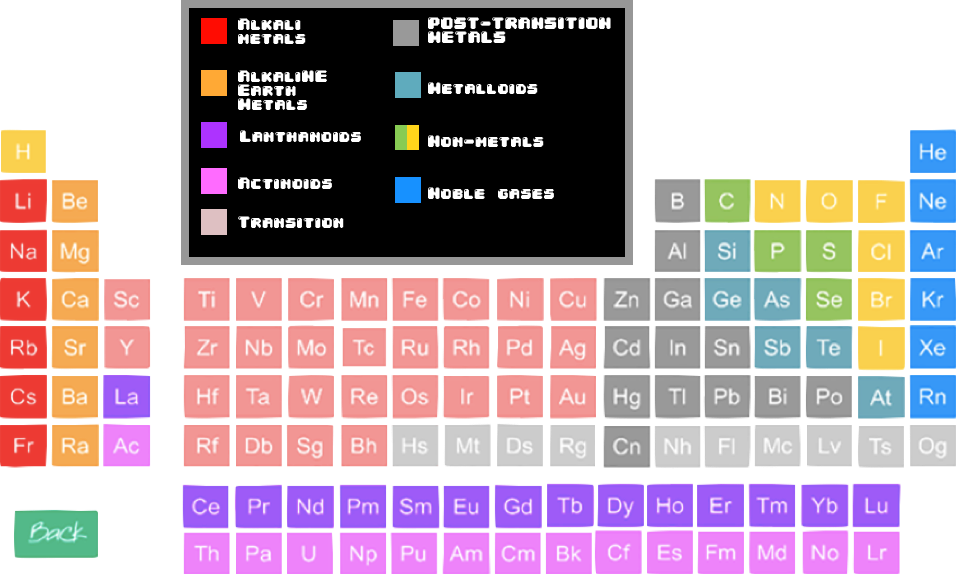 ALKALI
METALS
POST-TRANSITION
METALS
ALKALINE
EARTH
METALS
METALLOIDS
LANTHANOIDS
NON-METALS
ACTINOIDS
NOBLE GASES
TRANSITION
H He
Li Be B C N O F Ne
Na Mg Al Si P S Cl Ar
K Ca Sc Ti V Cr Mn Fe Co Ni Cu Zn Ga Ge As Se Br Kr
Rb Sr Y Zr Nb Mo Tc Ru Rh Pd Ag Cd In Sn Sb Te I Xe
Cs Ba La Hf Ta W Re Os Ir Pt Au Hg Tl Pb Bi Po At Rn
Fr Ra Ac Rf Db Sg Bh Hs Mt Ds Rg Cn Nh Fl Mc Lv Ts Og
Ce Pr Nd Pm Sm Eu Gd Tb Dy Ho Er Tm Yb Lu
Back
Th Pa U Np Pu Am Cm Bk Cf Es Fm Md No Lr